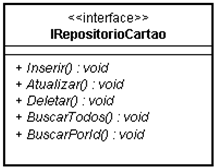 <<interface>>
IRepositorioCartao
+ Inserir() : void
+ Atualizar() : void
+ Deletar() : void
+ BuscarTodos() : void
+ BuscarPorId() : void